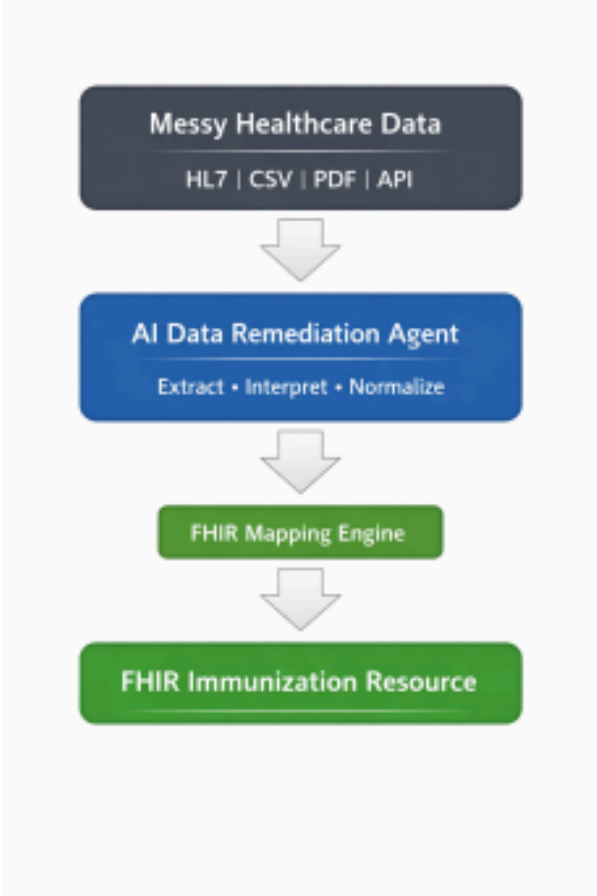 Messy Healthcare Data
HL7 | CSV | PDF | API
AI Data Remediation Agent
Extract • Interpret • Normalize
FHIR Mapping Engine
FHIR Immunization Resource